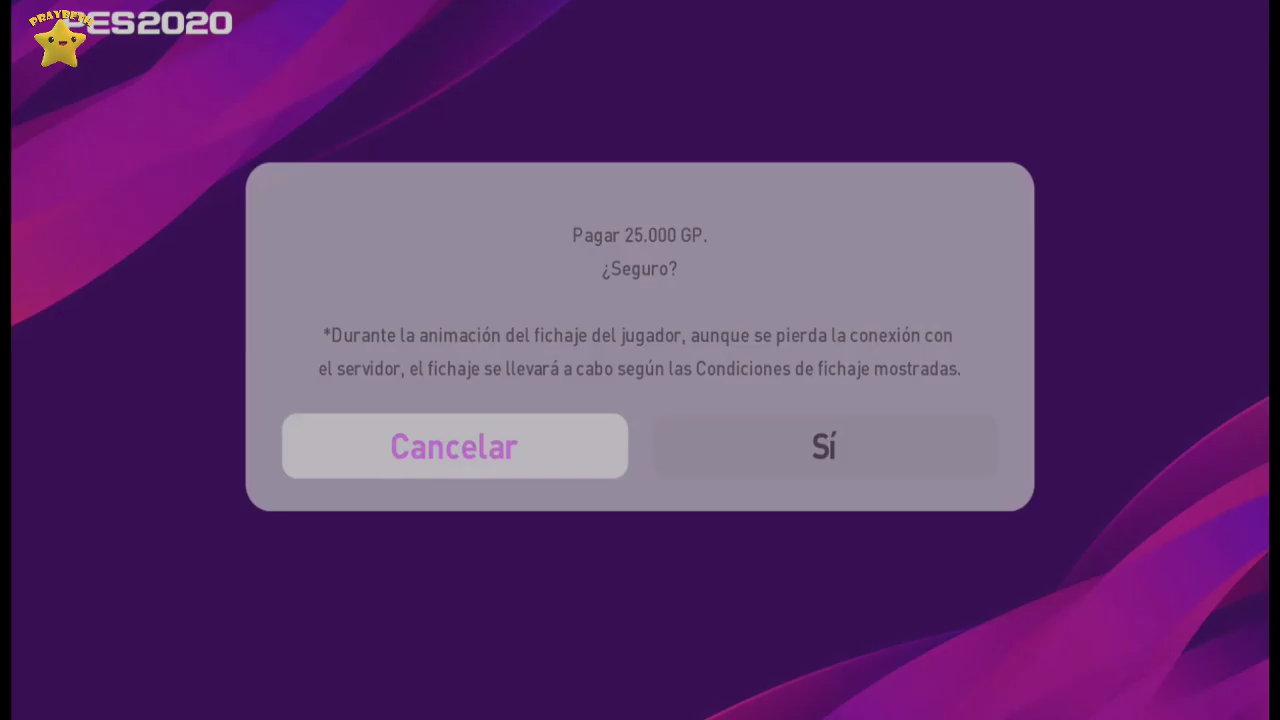 PES2020
Pagar 25.000 GP.
¿Seguro?
*Durante la animación del fichaje del jugador, aunque se pierda la conexión con
el servidor, el fichaje se llevará a cabo según las Condiciones de fichaje mostradas.
Cancelar
Sí